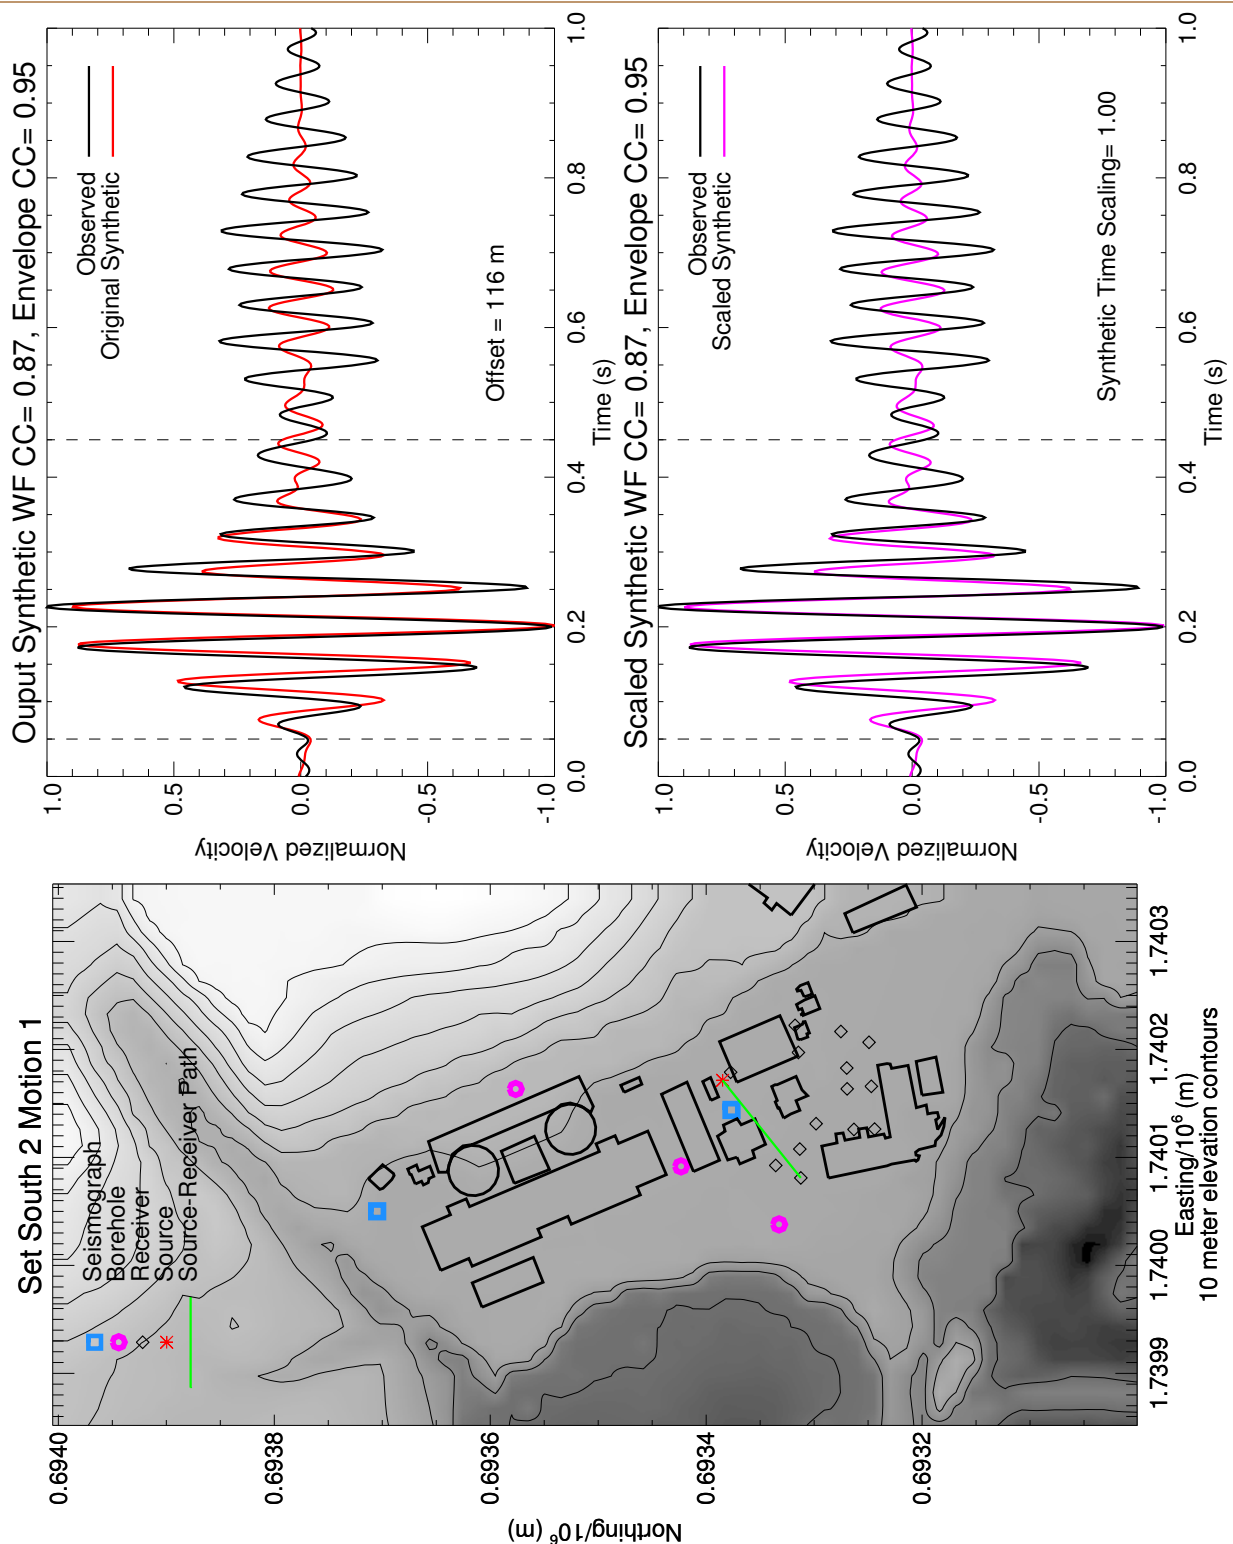 Set South 2 Motion 1
Seismograph
Borehole
Receiver
Source
Source-Receiver Path
0.6940
0.6938
0.6936
0.6934
0.6932
Northing/10⁶ (m)
1.7399
1.7400
1.7401
1.7402
1.7403
Easting/10⁶ (m)
10 meter elevation contours
Ouput Synthetic WF CC= 0.87, Envelope CC= 0.95
Observed
Original Synthetic
Offset = 116 m
1.0
0.5
0.0
-0.5
-1.0
Normalized Velocity
0.0
0.2
0.4
0.6
0.8
1.0
Time (s)
Scaled Synthetic WF CC= 0.87, Envelope CC= 0.95
Observed
Scaled Synthetic
Synthetic Time Scaling= 1.00
1.0
0.5
0.0
-0.5
-1.0
Normalized Velocity
0.0
0.2
0.4
0.6
0.8
1.0
Time (s)